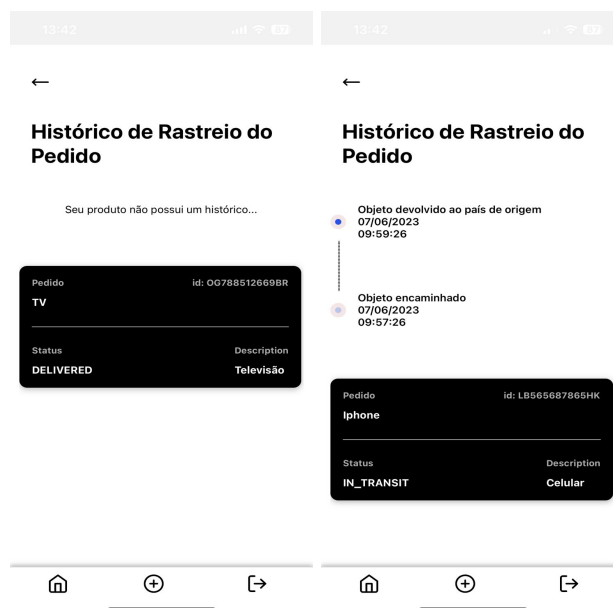 13:42
87
Histórico de Rastreio do
Pedido
Seu produto não possui um histórico...
Pedido id: OG788512669BR
TV
Status Description
DELIVERED Televisão
13:42
87
Histórico de Rastreio do
Pedido
Objeto devolvido ao país de origem
07/06/2023
09:59:26
Objeto encaminhado
07/06/2023
09:57:26
Pedido id: LB565687865HK
Iphone
Status Description
IN_TRANSIT Celular